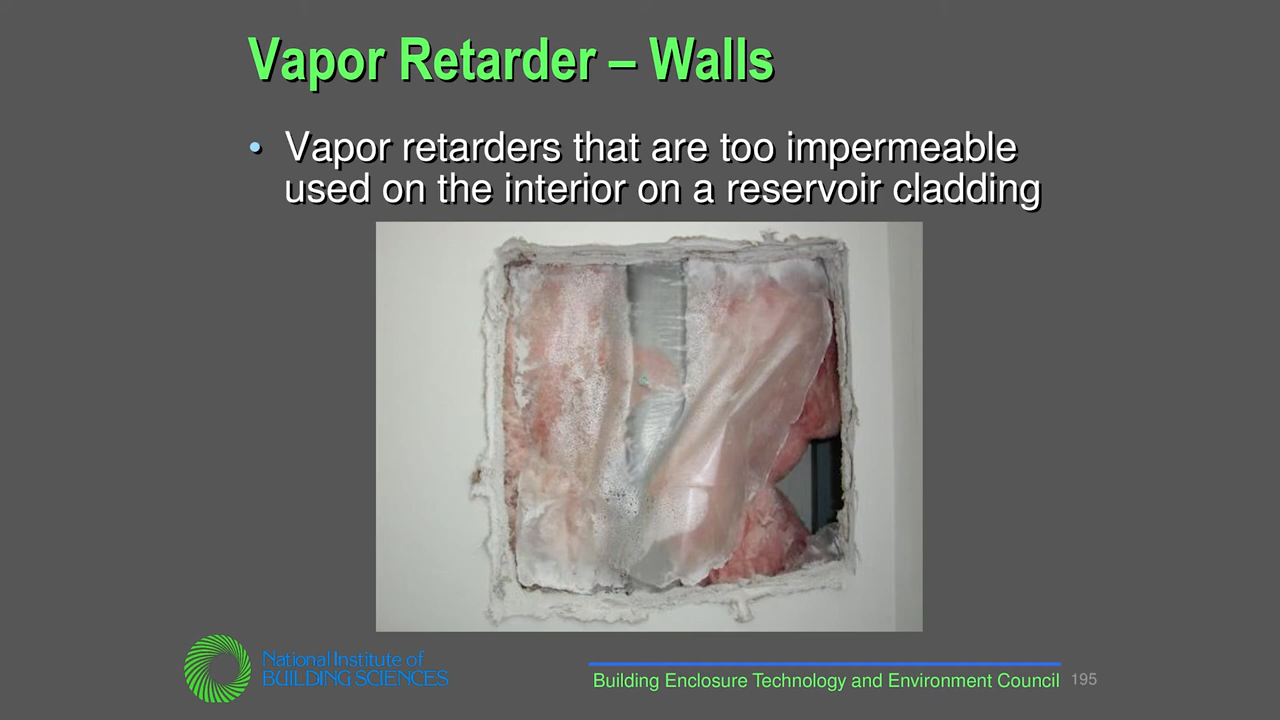 Vapor Retarder – Walls
• Vapor retarders that are too impermeable
used on the interior on a reservoir cladding
National Institute of
BUILDING SCIENCES
Building Enclosure Technology and Environment Council 195